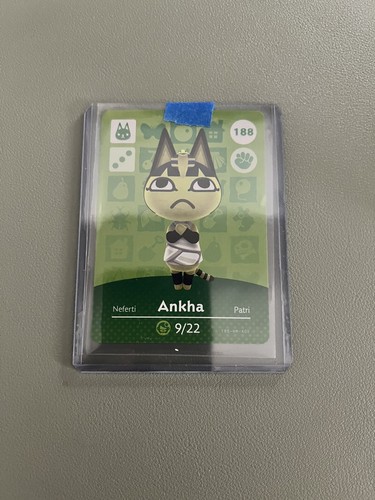 188
Ankha
Neferti Patri
9/22